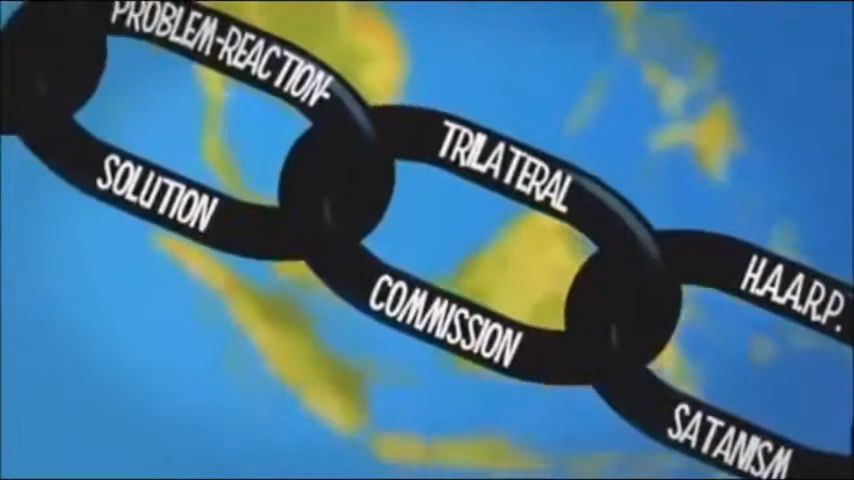 PROBLEM-REACTION-
SOLUTION
TRILATERAL
COMMISSION
H.A.A.R.P.
SATANISM